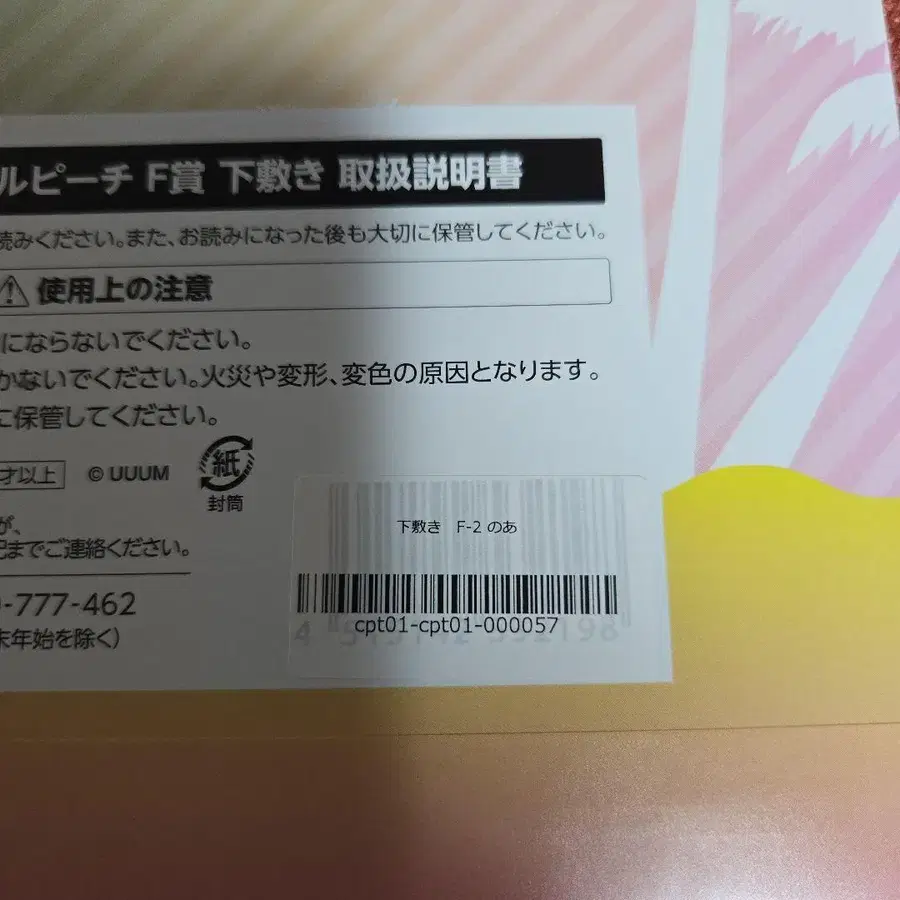 ルピーチ F賞 下敷き 取扱説明書
読みください。また、お読みになった後も大切に保管してください。
使用上の注意
にならないでください。
かないでください。火災や変形、変色の原因となります。
に保管してください。
才以上 © UUUM 紙
封筒
が、
記までご連絡ください。
-777-462
末年始を除く)
下敷き F-2 のあ
cpt01-cpt01-000057